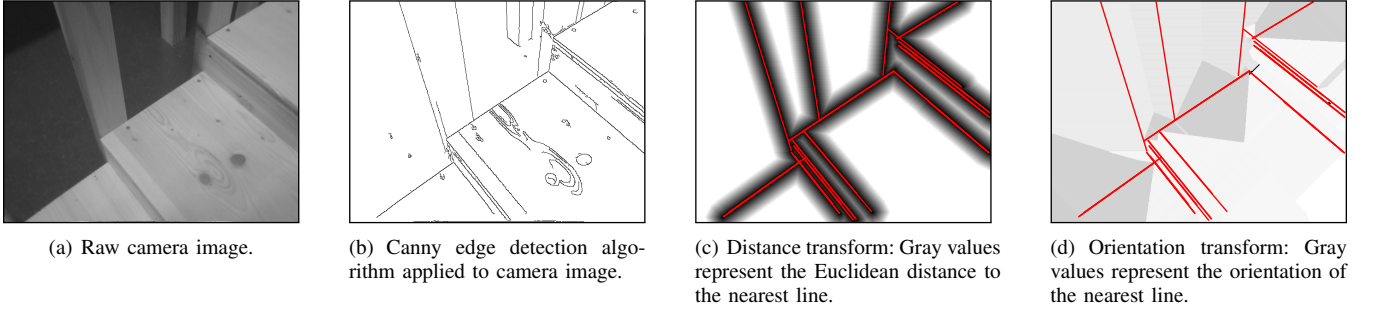 (a) Raw camera image.
(b) Canny edge detection algo-
rithm applied to camera image.
(c) Distance transform: Gray values
represent the Euclidean distance to
the nearest line.
(d) Orientation transform: Gray
values represent the orientation of
the nearest line.